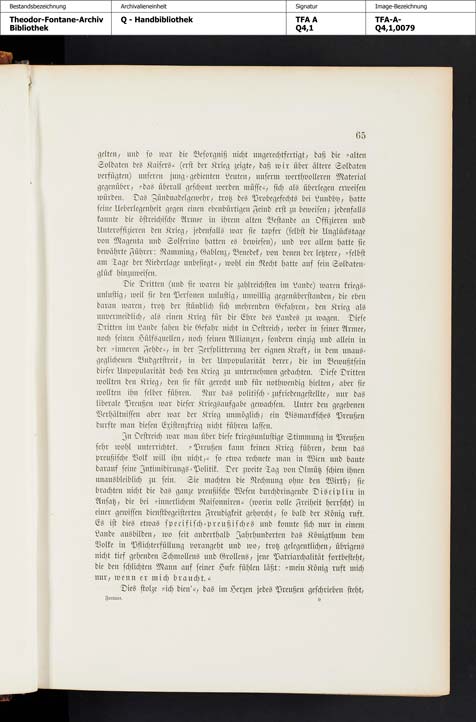 Bestandsbezeichnung Archivalieneinheit Signatur Image-Bezeichnung
Theodor-Fontane-Archiv Q - Handbibliothek TFA A TFA-A-
Bibliothek Q4,1 Q4,1,0079
65
gelten, und so war die Besorgniß nicht ungerechtfertigt, daß die »alten
Soldaten des Kaisers« (erst der Krieg zeigte, daß wir über ältere Soldaten
verfügten) unseren jung-gedienten Leuten, unserm werthvolleren Material
gegenüber, »das überall geschont werden müsse«, sich als überlegen erweisen
würden. Das Zündnadelgewehr, trotz des Probegefechts bei Lundby, hatte
seine Ueberlegenheit gegen einen ebenbürtigen Feind erst zu beweisen; jedenfalls
kannte die östreichische Armee in ihrem alten Bestande an Offizieren und
Unteroffizieren den Krieg, jedenfalls war sie tapfer (selbst die Unglückstage
von Magenta und Solferino hatten es bewiesen), und vor allem hatte sie
bewährte Führer: Ramming, Gablenz, Benedek, von denen der letztere, »selbst
am Tage der Niederlage unbesiegt«, wohl ein Recht hatte auf sein Soldaten-
glück hinzuweisen.
Die Dritten (und sie waren die zahlreichsten im Lande) waren kriegs-
unlustig, weil sie den Personen unlustig, unwillig gegenüberstanden, die eben
daran waren, trotz der stündlich sich mehrenden Gefahren, den Krieg als
unvermeidlich, als einen Krieg für die Ehre des Landes zu wagen. Diese
Dritten im Lande sahen die Gefahr nicht in Oestreich, weder in seiner Armee,
noch seinen Hülfsquellen, noch seinen Allianzen, sondern einzig und allein in
der »inneren Fehde«, in der Zersplitterung der eignen Kraft, in dem unaus-
geglichenen Budgetstreit, in der Unpopularität derer, die im Bewußtsein
dieser Unpopularität doch den Krieg zu unternehmen gedachten. Diese Dritten
wollten den Krieg, den sie für gerecht und für nothwendig hielten, aber sie
wollten ihn selber führen. Nur das politisch-zufriedengestellte, nur das
liberale Preußen war dieser Kriegsaufgabe gewachsen. Unter den gegebenen
Verhältnissen aber war der Krieg unmöglich; ein Bismarcksches Preußen
durfte man diesen Existenzkrieg nicht führen lassen.
In Oestreich war man über diese kriegsunlustige Stimmung in Preußen
sehr wohl unterrichtet. »Preußen kann keinen Krieg führen, denn das
preußische Volk will ihn nicht,« so etwa rechnete man in Wien und baute
darauf seine Intimidirungs-Politik. Der zweite Tag von Olmütz schien ihnen
unausbleiblich zu sein. Sie machten die Rechnung ohne den Wirth; sie
brachten nicht die das ganze preußische Wesen durchdringende Disciplin in
Ansatz, die bei »innerlichem Raisonniren« (worin volle Freiheit herrscht) in
einer gewissen dienstbegeisterten Freudigkeit gehorcht, so bald der König ruft.
Es ist dies etwas specifisch-preußisches und konnte sich nur in einem
Lande ausbilden, wo seit anderthalb Jahrhunderten das Königthum dem
Volke in Pflichterfüllung vorangeht und wo, trotz gelegentlichen, übrigens
nicht tief gehenden Schmollens und Grollens, jene Patriarchalität fortbesteht,
die den schlichten Mann auf seiner Hufe fühlen läßt: »mein König ruft mich
nur, wenn er mich braucht.«
Dies stolze »ich dien'«, das im Herzen jedes Preußen geschrieben steht,
Fontane. 9